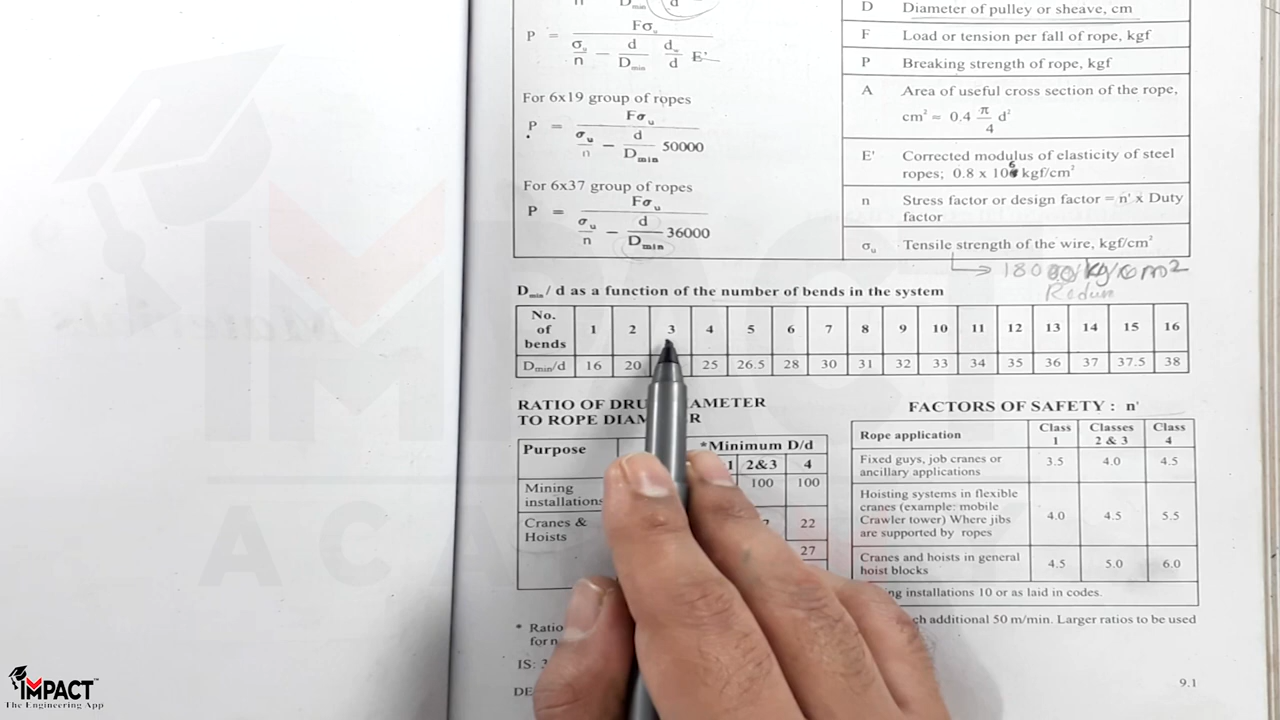 n D min d
P = Fσu
σu/n − d/Dmin dw/d E'
For 6x19 group of ropes
P = Fσu
σu/n − d/Dmin 50000
For 6x37 group of ropes
P = Fσu
σu/n − d/Dmin 36000
D Diameter of pulley or sheave, cm
F Load or tension per fall of rope, kgf
P Breaking strength of rope, kgf
A Area of useful cross section of the rope,
cm² = 0.4 π/4 d²
E' Corrected modulus of elasticity of steel
ropes; 0.8 x 10⁶ kgf/cm²
n Stress factor or design factor = n' x Duty
factor
σu Tensile strength of the wire, kgf/cm²
Dmin / d as a function of the number of bends in the system
No. of bends 1 2 3 4 5 6 7 8 9 10 11 12 13 14 15 16
Dmin/d 16 20 25 26.5 28 30 31 32 33 34 35 36 37 37.5 38
RATIO OF DRU AMETER
TO ROPE DIAM R
Purpose *Minimum D/d
1 2&3 4
Mining 100 100
installations
Cranes & 22
Hoists
27
* Ratio
for n
IS: 3
DE
FACTORS OF SAFETY : n'
Rope application Class 1 Classes 2 & 3 Class 4
Fixed guys, job cranes or
ancillary applications 3.5 4.0 4.5
Hoisting systems in flexible
cranes (example: mobile
Crawler tower) Where jibs
are supported by ropes 4.0 4.5 5.5
Cranes and hoists in general
hoist blocks 4.5 5.0 6.0
ng installations 10 or as laid in codes.
ch additional 50 m/min. Larger ratios to be used
9.1
IMPACT
ACADEMY
IMPACT
The Engineering App